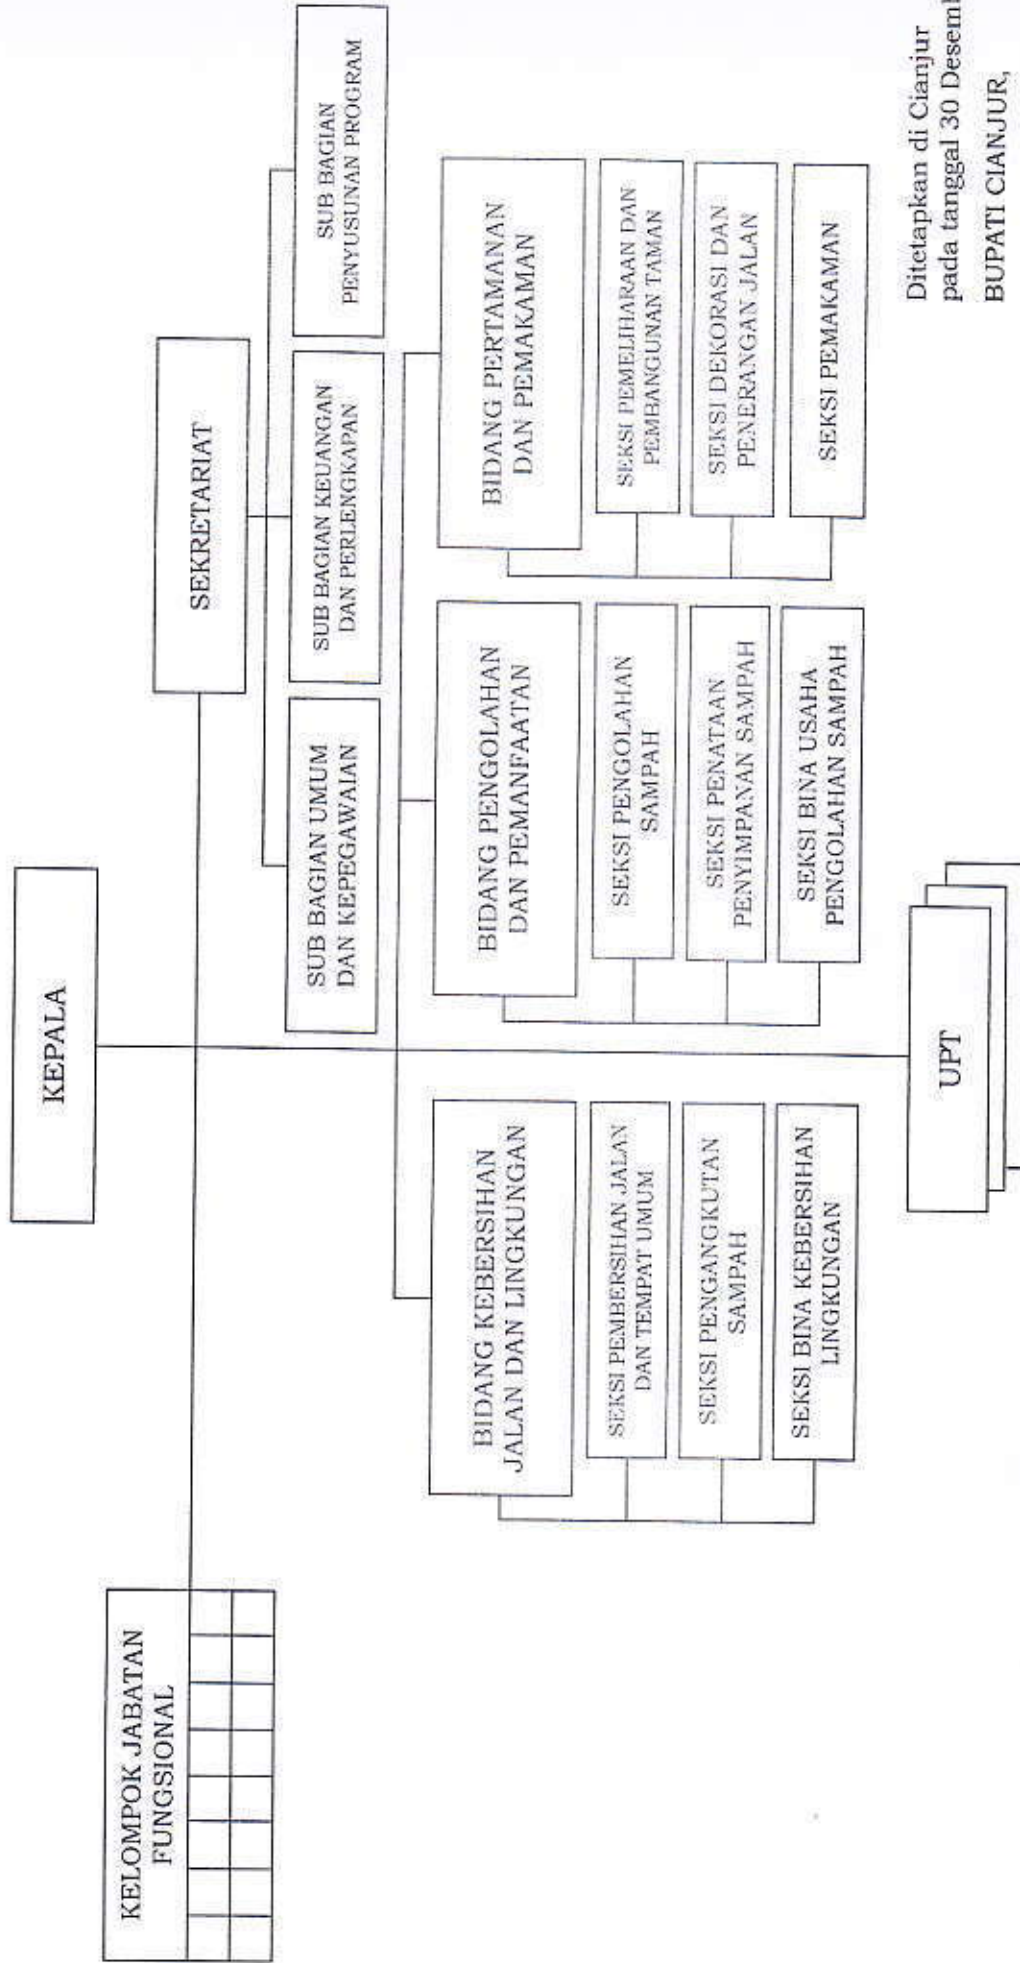 KEPALA
KELOMPOK JABATAN
FUNGSIONAL
SEKRETARIAT
SUB BAGIAN UMUM
DAN KEPEGAWAIAN
SUB BAGIAN KEUANGAN
DAN PERLENGKAPAN
SUB BAGIAN
PENYUSUNAN PROGRAM
BIDANG KEBERSIHAN
JALAN DAN LINGKUNGAN
SEKSI PEMBERSIHAN JALAN
DAN TEMPAT UMUM
SEKSI PENGANGKUTAN
SAMPAH
SEKSI BINA KEBERSIHAN
LINGKUNGAN
BIDANG PENGOLAHAN
DAN PEMANFAATAN
SEKSI PENGOLAHAN
SAMPAH
SEKSI PENATAAN
PENYIMPANAN SAMPAH
SEKSI BINA USAHA
PENGOLAHAN SAMPAH
BIDANG PERTAMANAN
DAN PEMAKAMAN
SEKSI PEMELIHARAAN DAN
PEMBANGUNAN TAMAN
SEKSI DEKORASI DAN
PENERANGAN JALAN
SEKSI PEMAKAMAN
UPT
Ditetapkan di Cianjur
pada tanggal 30
BUPATI CIANJUR,